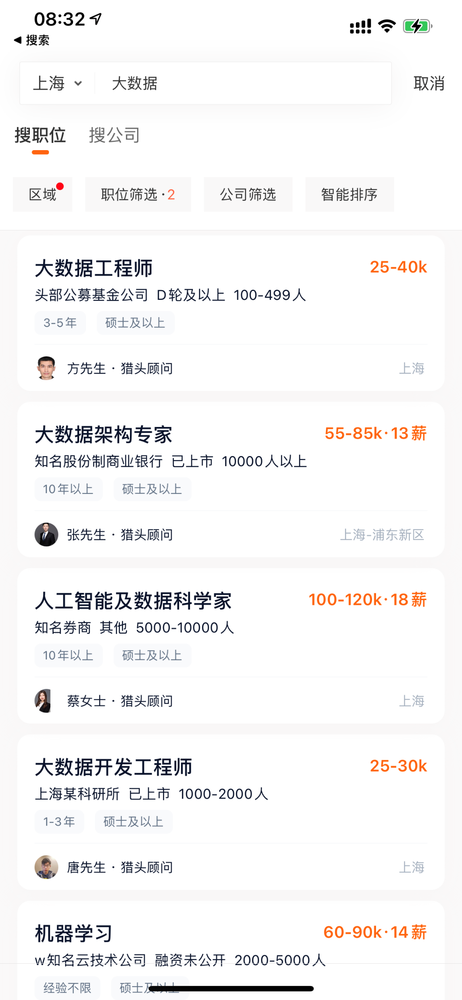 08:32
搜索
上海 大数据 取消
搜职位 搜公司
区域 职位筛选·2 公司筛选 智能排序
大数据工程师 25-40k
头部公募基金公司 D轮及以上 100-499人
3-5年 硕士及以上
方先生·猎头顾问 上海
大数据架构专家 55-85k·13薪
知名股份制商业银行 已上市 10000人以上
10年以上 硕士及以上
张先生·猎头顾问 上海-浦东新区
人工智能及数据科学家 100-120k·18薪
知名券商 其他 5000-10000人
10年以上 硕士及以上
蔡女士·猎头顾问 上海
大数据开发工程师 25-30k
上海某科研所 已上市 1000-2000人
1-3年 硕士及以上
唐先生·猎头顾问 上海
机器学习 60-90k·14薪
w知名云技术公司 融资未公开 2000-5000人
经验不限 硕士及以上